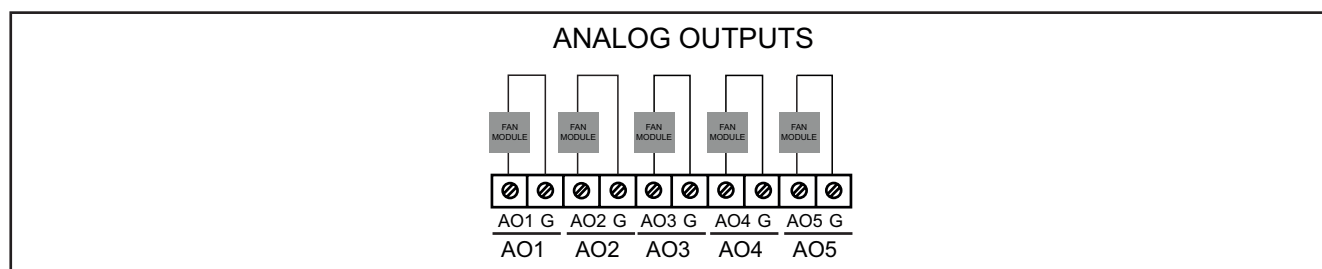 ANALOG OUTPUTS
FAN MODULE FAN MODULE FAN MODULE FAN MODULE FAN MODULE
AO1 G AO2 G AO3 G AO4 G AO5 G
AO1 AO2 AO3 AO4 AO5